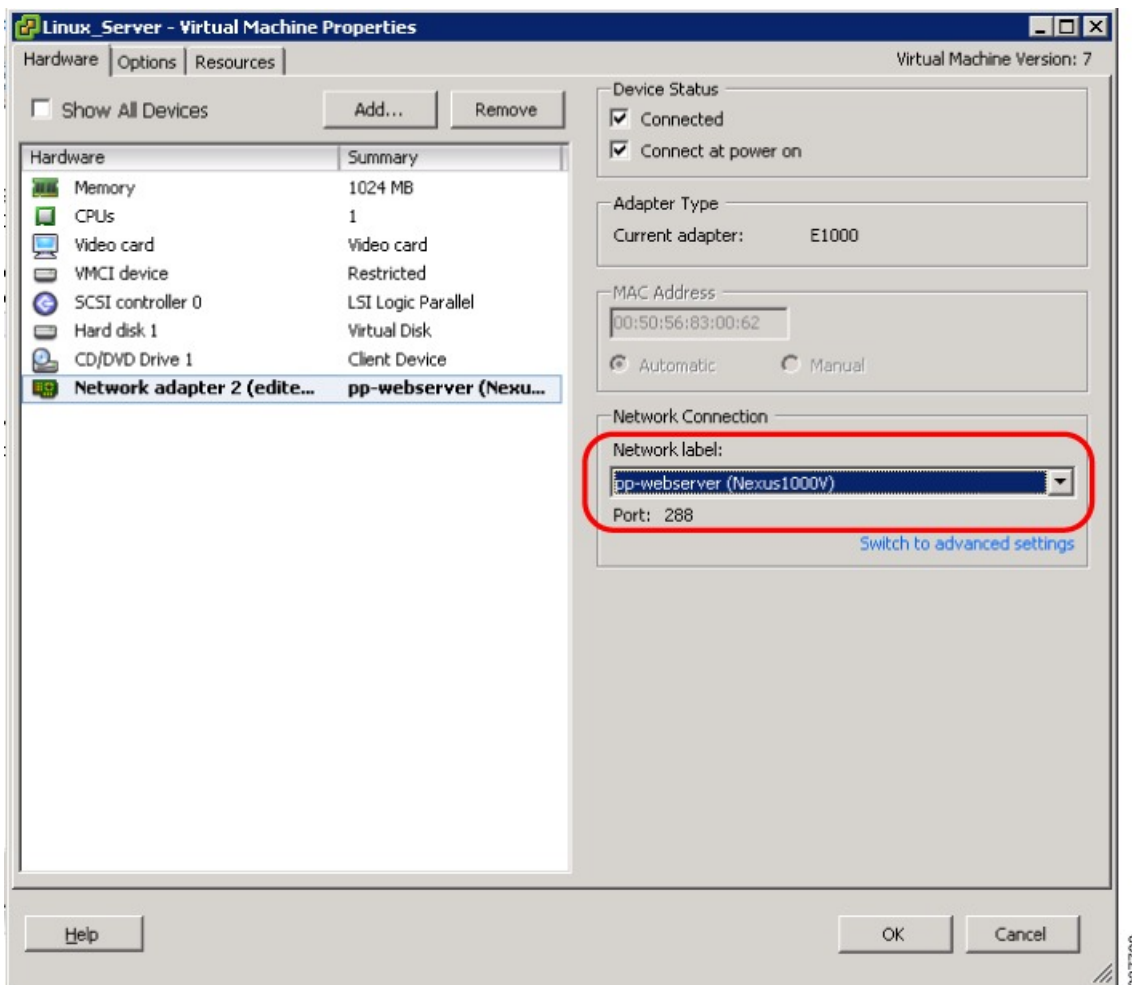 Linux_Server - Virtual Machine Properties
Hardware Options Resources Virtual Machine Version: 7
Show All Devices Add... Remove
Hardware Summary
Memory 1024 MB
CPUs 1
Video card Video card
VMCI device Restricted
SCSI controller 0 LSI Logic Parallel
Hard disk 1 Virtual Disk
CD/DVD Drive 1 Client Device
Network adapter 2 (edite... pp-webserver (Nexu...
Device Status
Connected
Connect at power on
Adapter Type
Current adapter: E1000
MAC Address
00:50:56:83:00:62
Automatic Manual
Network Connection
Network label:
pp-webserver (Nexus1000V)
Port: 288
Switch to advanced settings
Help OK Cancel